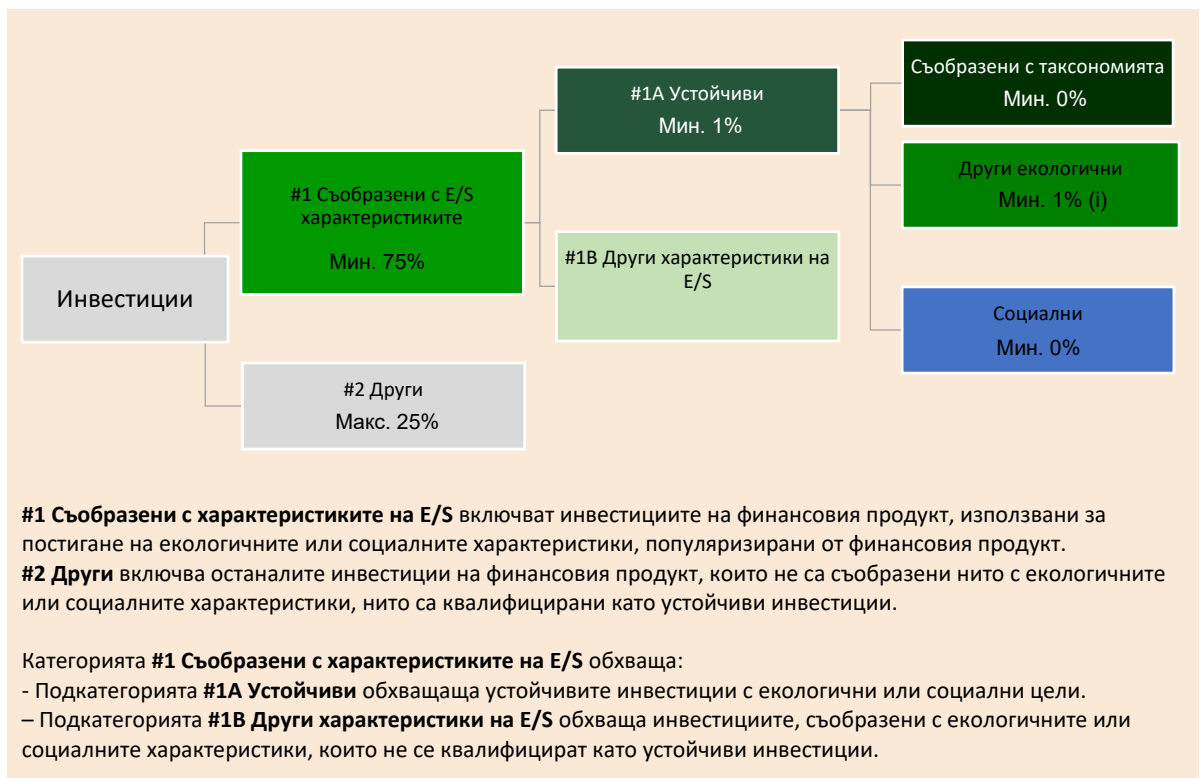 Инвестиции
#1 Съобразени с E/S
характеристиките
Мин. 75%
#2 Други
Макс. 25%
#1A Устойчиви
Мин. 1%
#1B Други характеристики на
E/S
Съобразени с таксономията
Мин. 0%
Други екологични
Мин. 1% (i)
Социални
Мин. 0%
#1 Съобразени с характеристиките на E/S включват инвестициите на финансовия продукт, използвани за
постигане на екологичните или социалните характеристики, популяризирани от финансовия продукт.
#2 Други включва останалите инвестиции на финансовия продукт, които не са съобразени нито с екологичните
или социалните характеристики, нито са квалифицирани като устойчиви инвестиции.
Категорията #1 Съобразени с характеристиките на E/S обхваща:
- Подкатегорията #1A Устойчиви обхващаща устойчивите инвестиции с екологични или социални цели.
– Подкатегорията #1B Други характеристики на E/S обхваща инвестициите, съобразени с екологичните или
социалните характеристики, които не се квалифицират като устойчиви инвестиции.